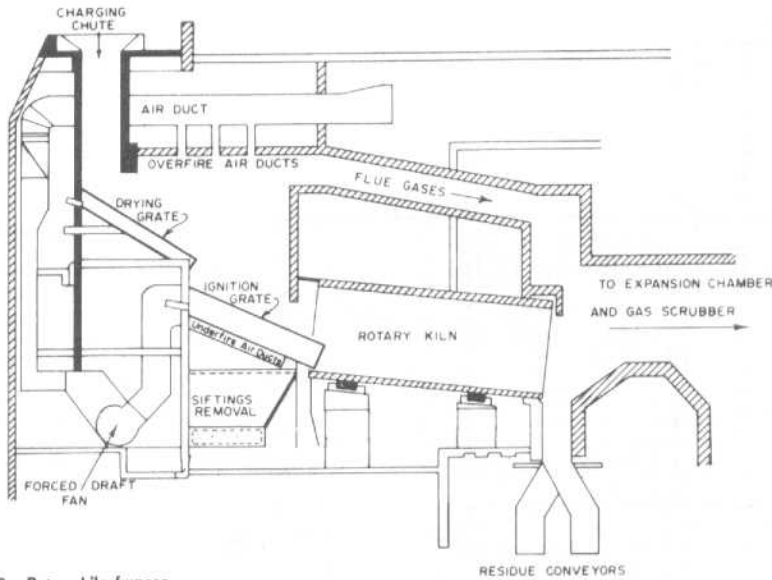 CHARGING
CHUTE
AIR DUCT
OVERFIRE AIR DUCTS
FLUE GASES
DRYING
GRATE
IGNITION
GRATE
TO EXPANSION CHAMBER
AND GAS SCRUBBER
ROTARY KILN
Underfire Air Ducts
SIFTINGS
REMOVAL
FORCED DRAFT
FAN
RESIDUE CONVEYORS
furnace